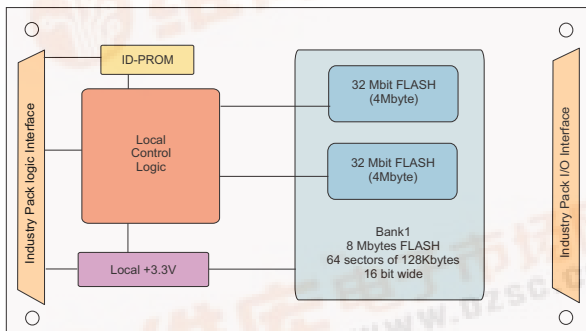 Industry Pack logic Interface
ID-PROM
Local
Control
Logic
Local +3.3V
32 Mbit FLASH
(4Mbyte)
32 Mbit FLASH
(4Mbyte)
Bank1
8 Mbytes FLASH
64 sectors of 128Kbytes
16 bit wide
Industry Pack I/O Interface